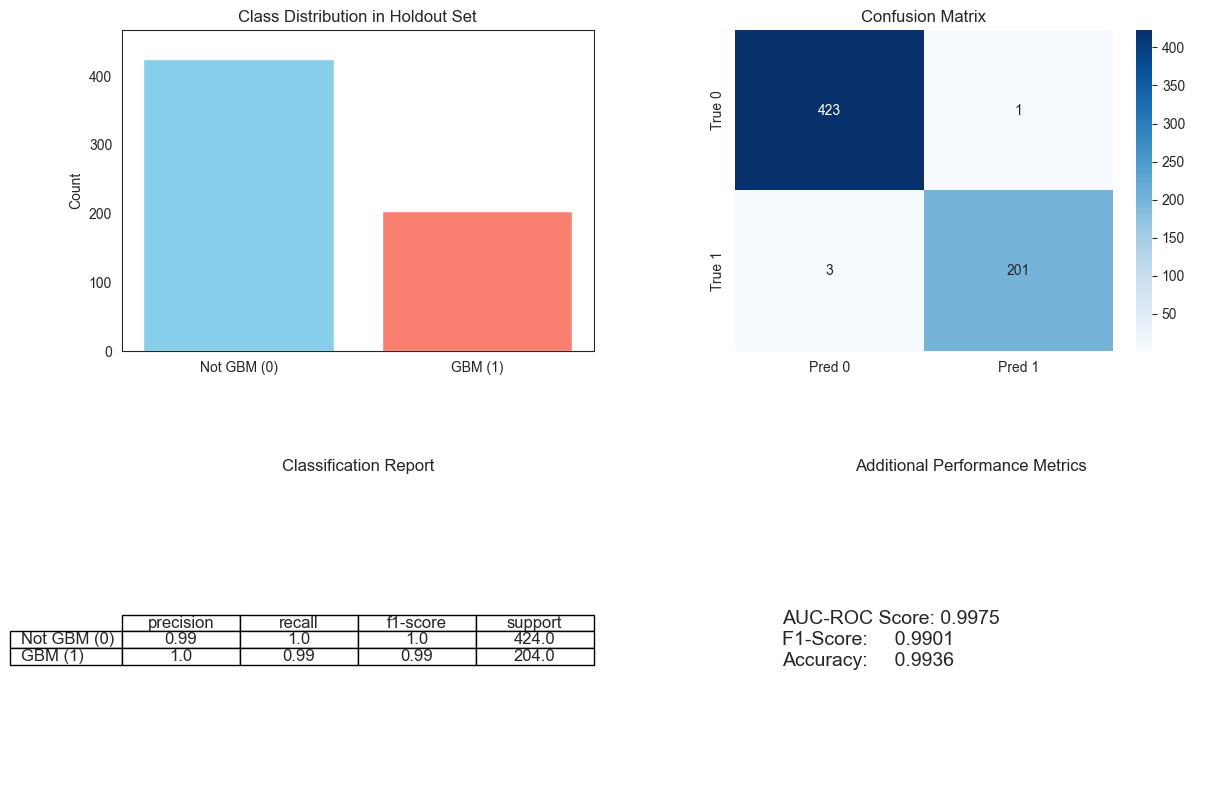 Class Distribution in Holdout Set
Count
400
300
200
100
0
Not GBM (0) GBM (1)
Confusion Matrix
True 0
True 1
423 1
3 201
Pred 0 Pred 1
400
350
300
250
200
150
100
50
Classification Report
precision recall f1-score support
Not GBM (0) 0.99 1.0 1.0 424.0
GBM (1) 1.0 0.99 0.99 204.0
Additional Performance Metrics
AUC-ROC Score: 0.9975
F1-Score: 0.9901
Accuracy: 0.9936